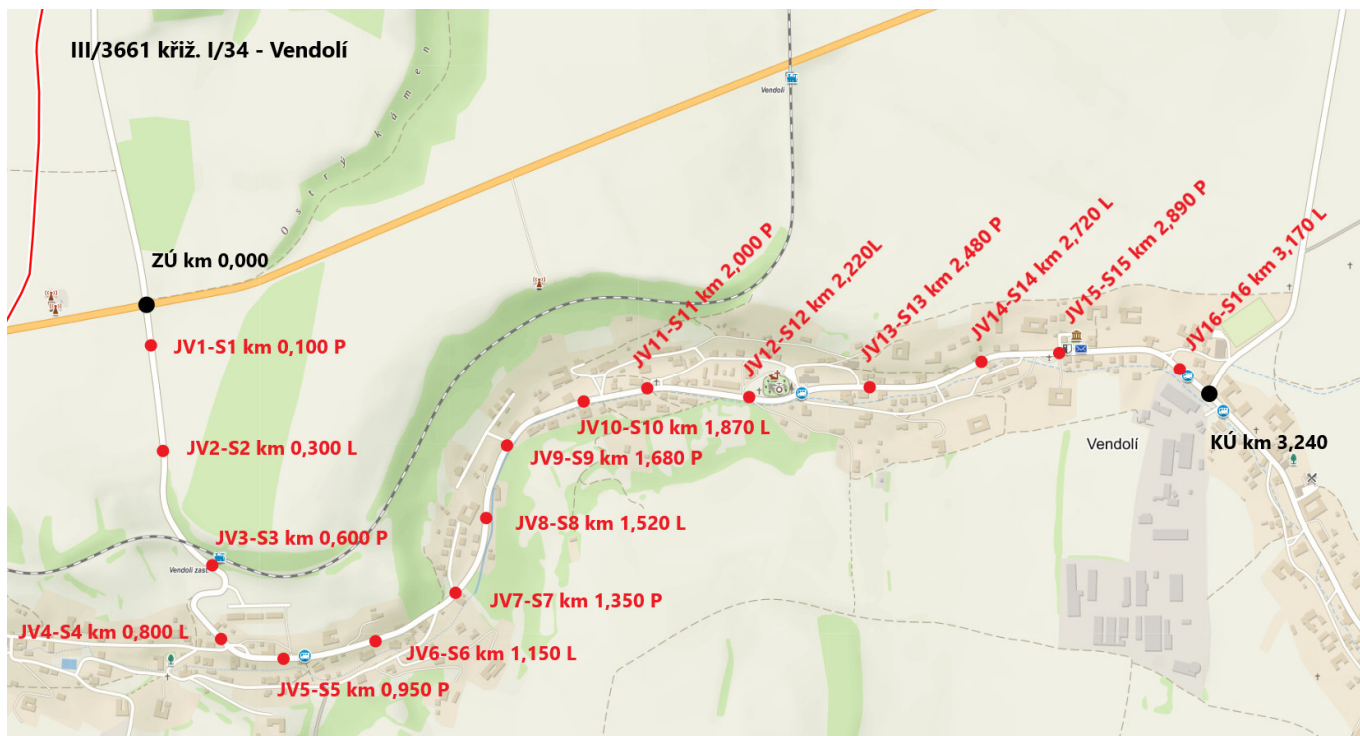 III/3661 křiž. I/34 - Vendolí
Ostrý kámen
Vendolí
ZÚ km 0,000
JV1-S1 km 0,100 P
JV2-S2 km 0,300 L
JV3-S3 km 0,600 P
Vendolí zast.
JV4-S4 km 0,800 L
JV5-S5 km 0,950 P
JV6-S6 km 1,150 L
JV7-S7 km 1,350 P
JV8-S8 km 1,520 L
JV9-S9 km 1,680 P
JV10-S10 km 1,870 L
JV11-S11 km 2,000 P
JV12-S12 km 2,220L
JV13-S13 km 2,480 P
JV14-S14 km 2,720 L
JV15-S15 km 2,890 P
JV16-S16 km 3,170 L
Vendolí
KÚ km 3,240